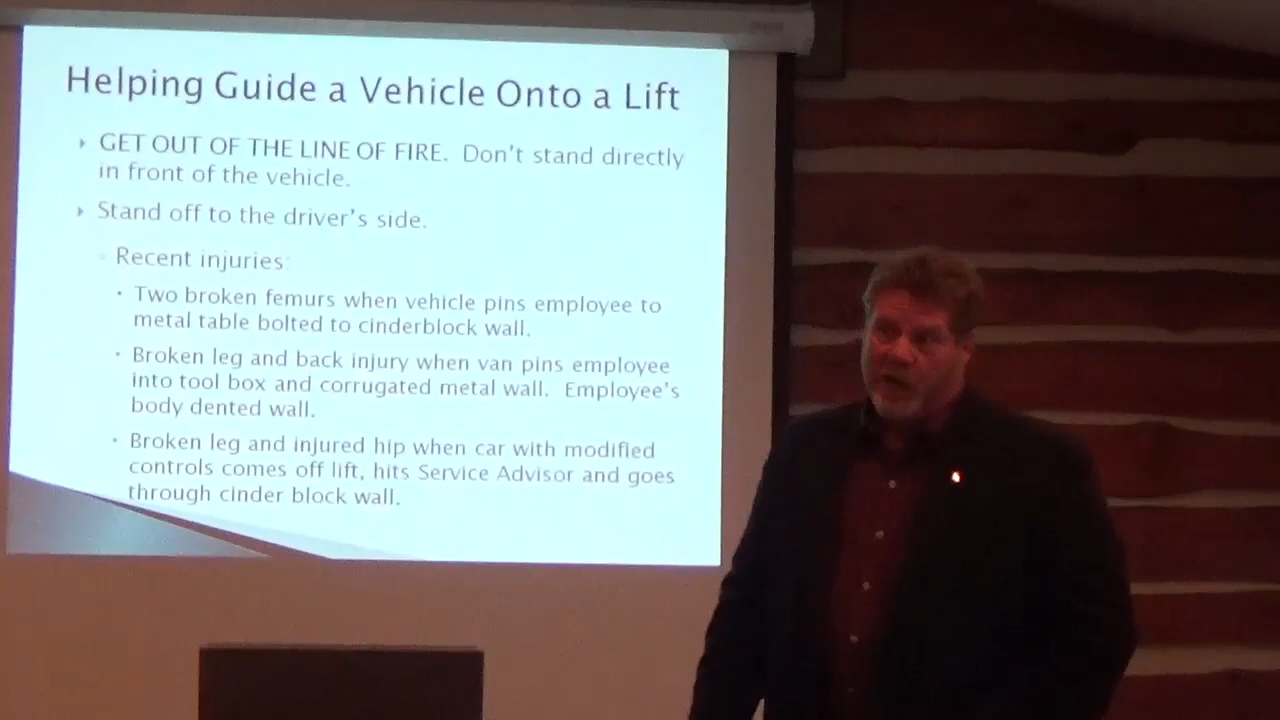 Helping Guide a Vehicle Onto a Lift
GET OUT OF THE LINE OF FIRE. Don't stand directly
in front of the vehicle.
Stand off to the driver's side.
Recent injuries:
Two broken femurs when vehicle pins employee to
metal table bolted to cinderblock wall.
Broken leg and back injury when van pins employee
into tool box and corrugated metal wall. Employee's
body dented wall.
Broken leg and injured hip when car with modified
controls comes off lift, hits Service Advisor and goes
through cinder block wall.